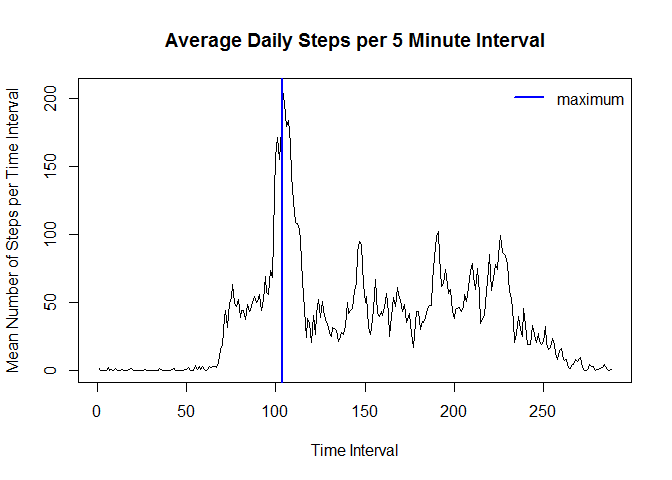 Average Daily Steps per 5 Minute Interval
maximum
Mean Number of Steps per Time Interval
200
150
100
50
0
0 50 100 150 200 250
Time Interval